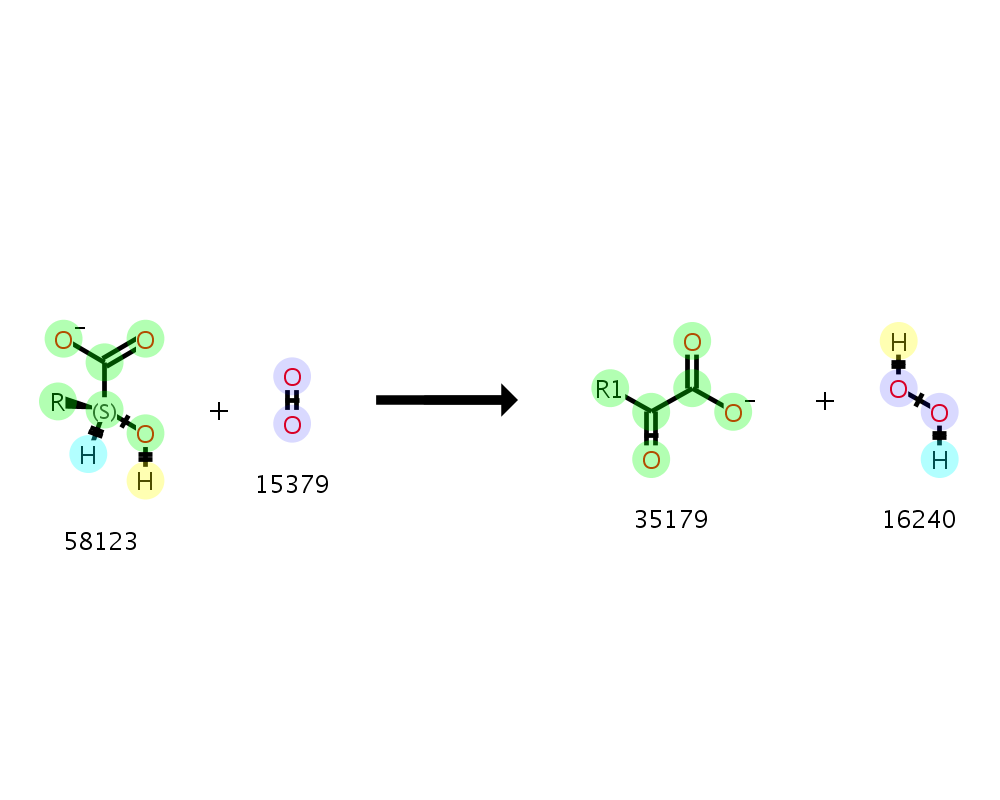 O − O
R (S) O
H H
58123
+
O
O
15379
O
R1 O −
O
35179
+
H
O O
H
16240